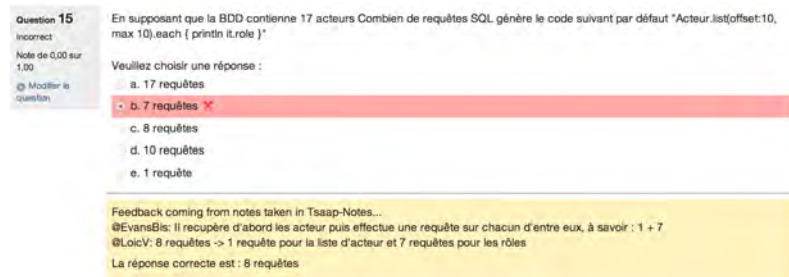 Question 15
Incorrect
Note de 0,00 sur
1,00
Modifier la
question
En supposant que la BDD contienne 17 acteurs Combien de requêtes SQL génère le code suivant par défaut "Acteur.list(offset:10,
max 10).each { println it.role }"
Veuillez choisir une réponse :
a. 17 requêtes
b. 7 requêtes ✗
c. 8 requêtes
d. 10 requêtes
e. 1 requête
Feedback coming from notes taken in Tsaap-Notes...
@EvansBis: Il recupère d'abord les acteur puis effectue une requête sur chacun d'entre eux, à savoir : 1 + 7
@LoicV: 8 requêtes -> 1 requête pour la liste d'acteur et 7 requêtes pour les rôles
La réponse correcte est : 8 requêtes